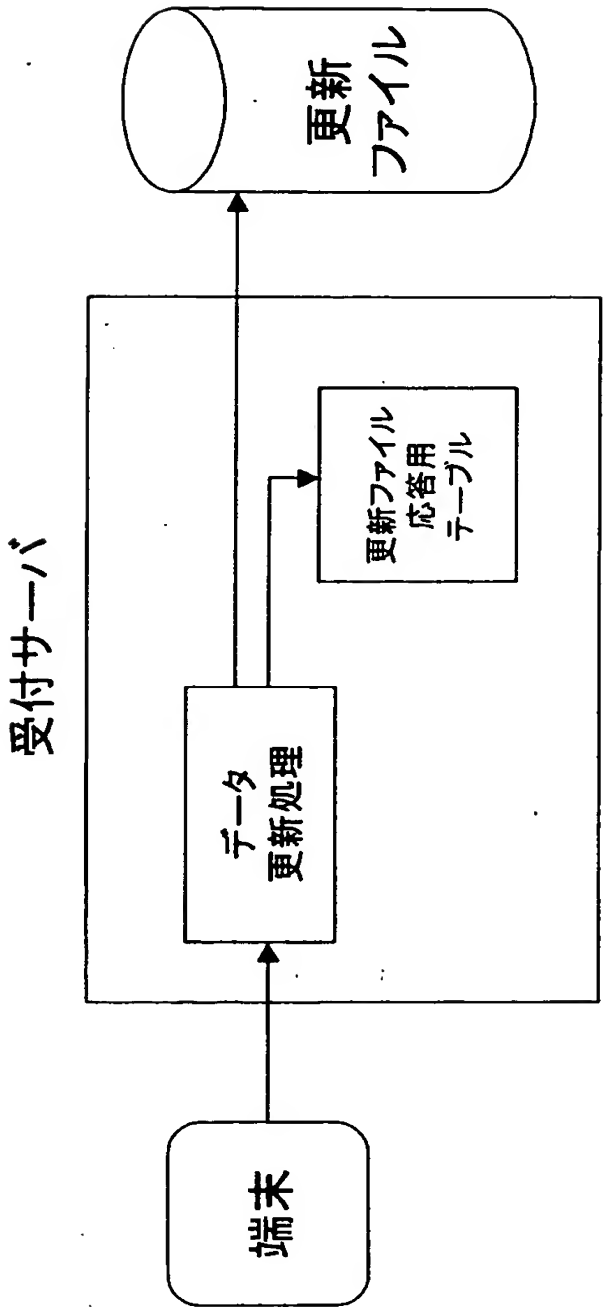 受付サーバ
端末
データ
更新処理
更新ファイル
応答用
テーブル
更新
ファイル